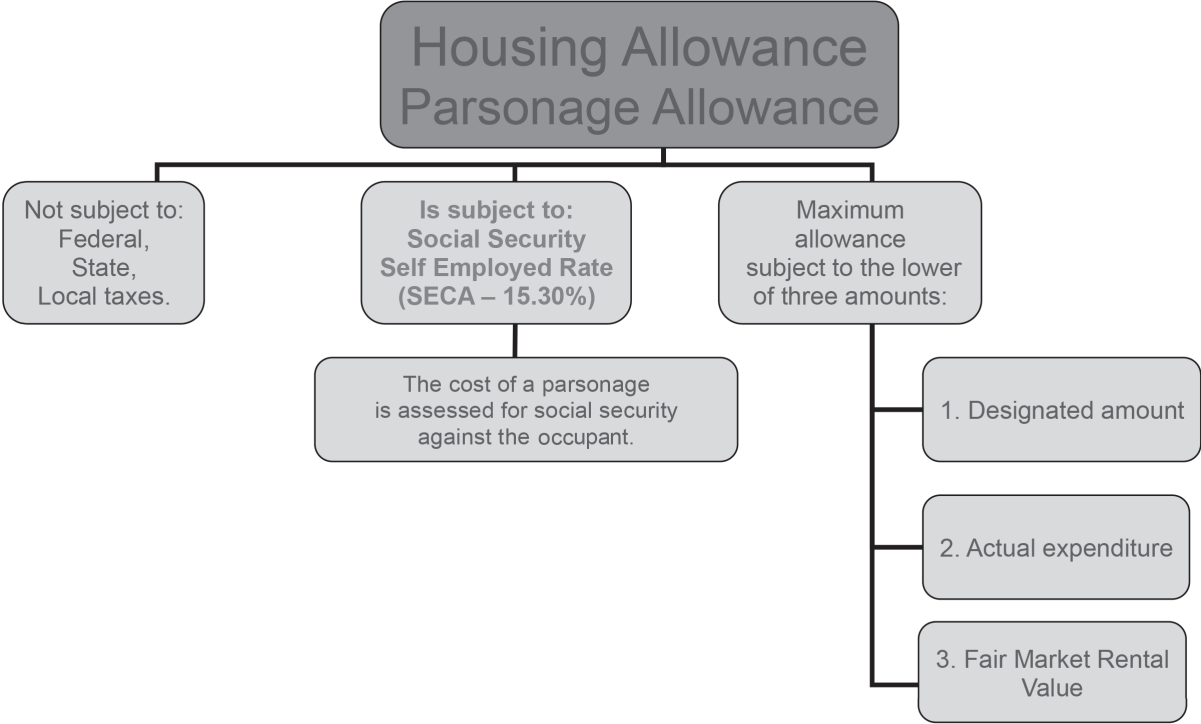 Housing Allowance
Parsonage Allowance
Not subject to:
Federal,
State,
Local taxes.
Is subject to:
Social Security
Self Employed Rate
(SECA – 15.30%)
The cost of a parsonage
is assessed for social security
against the occupant.
Maximum
allowance
subject to the lower
of three amounts:
1. Designated amount
2. Actual expenditure
3. Fair Market Rental
Value